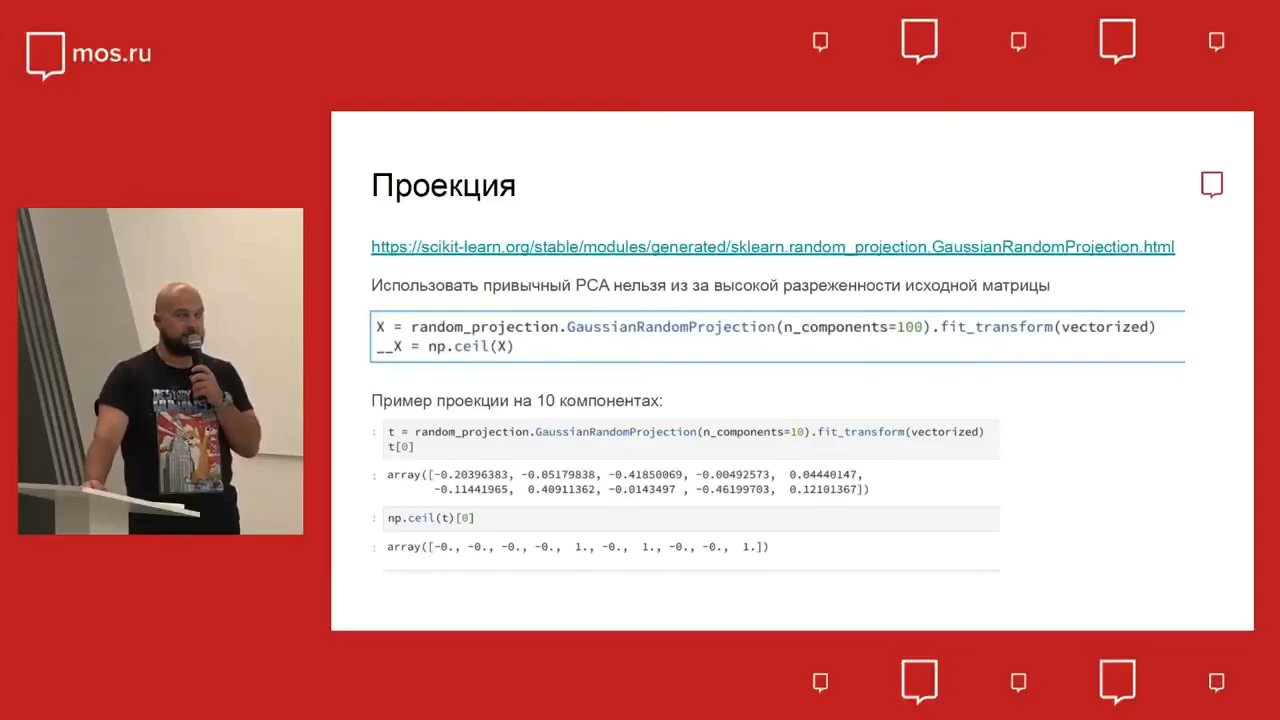 mos.ru
Проекция
https://scikit-learn.org/stable/modules/generated/sklearn.random_projection.GaussianRandomProjection.html
Использовать привычный PCA нельзя из за высокой разреженности исходной матрицы
X = random_projection.GaussianRandomProjection(n_components=100).fit_transform(vectorized)
__X = np.ceil(X)
Пример проекции на 10 компонентах:
: t = random_projection.GaussianRandomProjection(n_components=10).fit_transform(vectorized)
t[0]
: array([-0.20396383, -0.05179838, -0.41850069, -0.00492573, 0.04440147,
-0.11441965, 0.40911362, -0.0143497 , -0.46199703, 0.12101367])
: np.ceil(t)[0]
: array([-0., -0., -0., -0., 1., -0., 1., -0., -0., 1.])